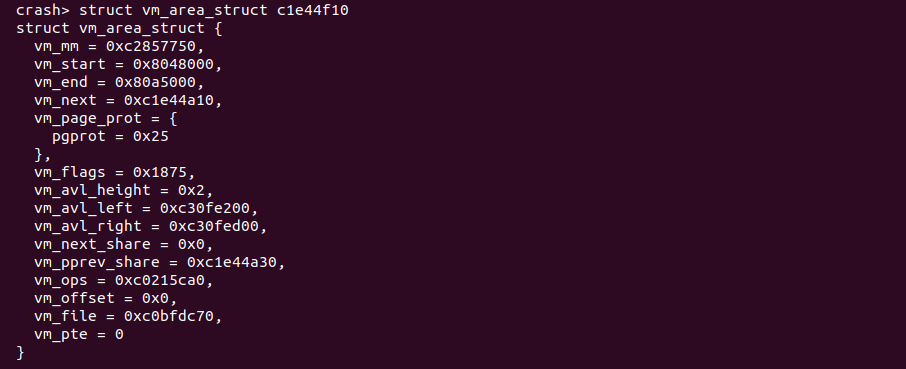 crash> struct vm_area_struct c1e44f10
struct vm_area_struct {
  vm_mm = 0xc2857750,
  vm_start = 0x8048000,
  vm_end = 0x80a5000,
  vm_next = 0xc1e44a10,
  vm_page_prot = {
    pgprot = 0x25
  },
  vm_flags = 0x1875,
  vm_avl_height = 0x2,
  vm_avl_left = 0xc30fe200,
  vm_avl_right = 0xc30fed00,
  vm_next_share = 0x0,
  vm_pprev_share = 0xc1e44a30,
  vm_ops = 0xc0215ca0,
  vm_offset = 0x0,
  vm_file = 0xc0bfdc70,
  vm_pte = 0
}